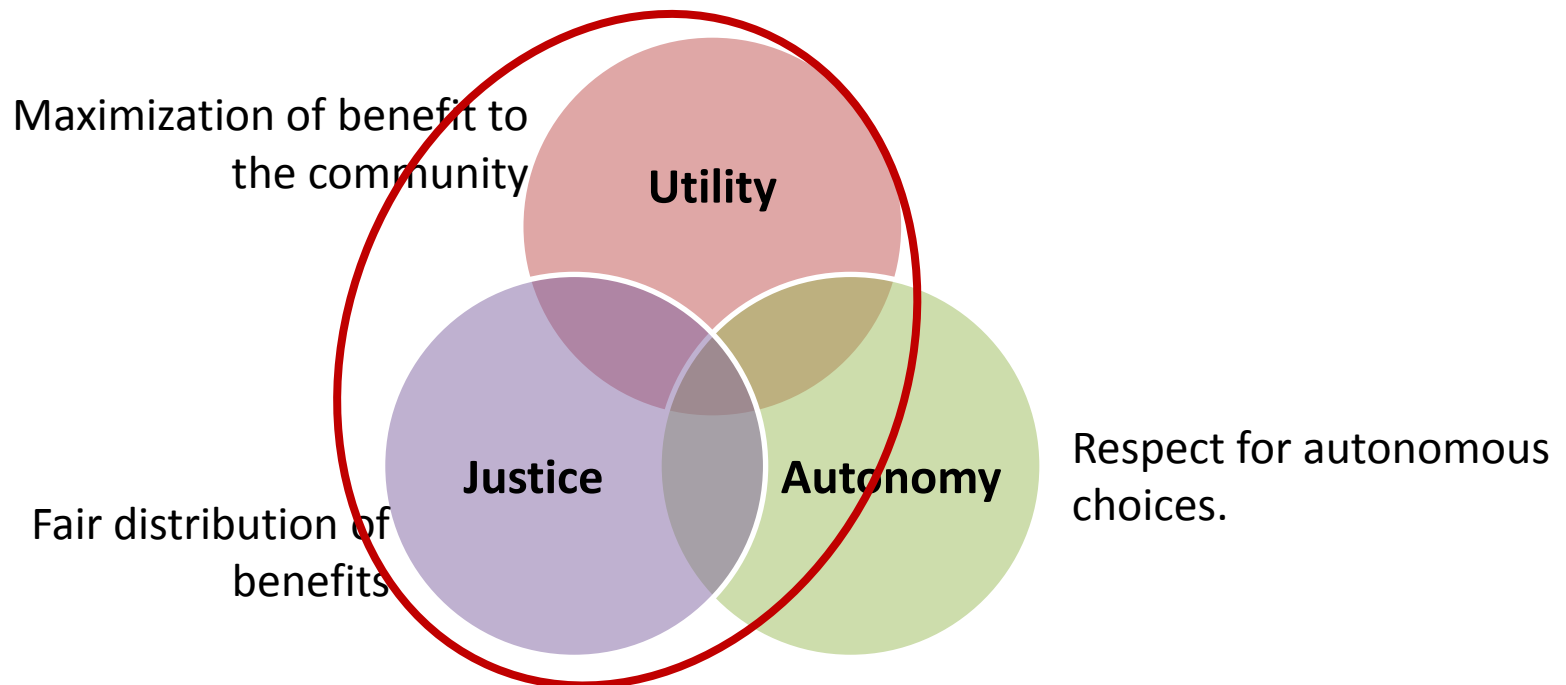 Maximization of benefit to
the community
Utility
Justice
Autonomy
Respect for autonomous
choices.
Fair distribution of
benefits